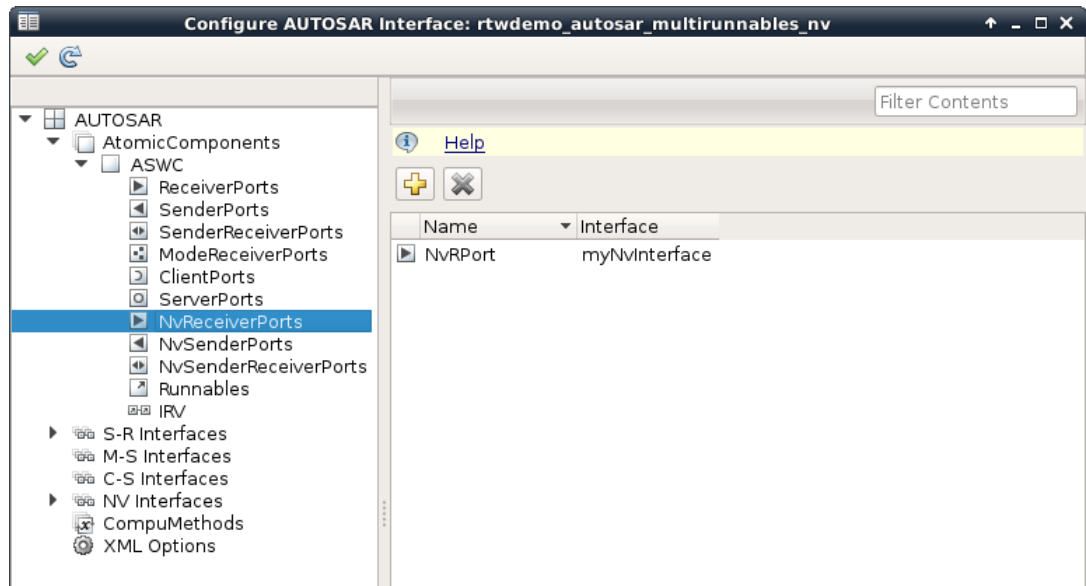 Configure AUTOSAR Interface: rtwdemo_autosar_multirunnables_nv
Filter Contents
AUTOSAR
AtomicComponents
ASWC
ReceiverPorts
SenderPorts
SenderReceiverPorts
ModeReceiverPorts
ClientPorts
ServerPorts
NvReceiverPorts
NvSenderPorts
NvSenderReceiverPorts
Runnables
IRV
S-R Interfaces
M-S Interfaces
C-S Interfaces
NV Interfaces
CompuMethods
XML Options
Help
Name Interface
NvRPort myNvInterface